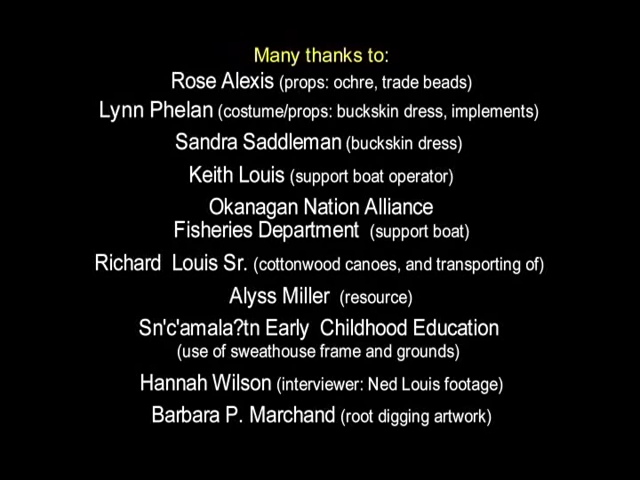 Many thanks to:
Rose Alexis (props: ochre, trade beads)
Lynn Phelan (costume/props: buckskin dress, implements)
Sandra Saddleman (buckskin dress)
Keith Louis (support boat operator)
Okanagan Nation Alliance
Fisheries Department (support boat)
Richard Louis Sr. (cottonwood canoes, and transporting of)
Alyss Miller (resource)
Sn'c'amala?tn Early Childhood Education
(use of sweathouse frame and grounds)
Hannah Wilson (interviewer: Ned Louis footage)
Barbara P. Marchand (root digging artwork)